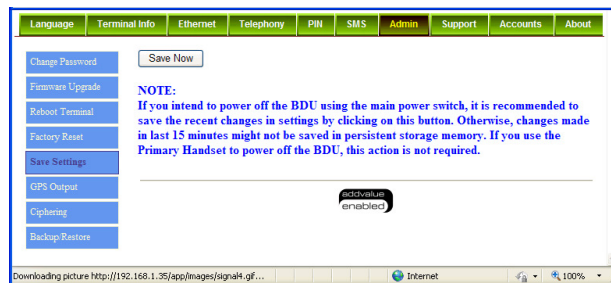 Language Terminal Info Ethernet Telephony PIN SMS Admin Support Accounts About
Change Password
Firmware Upgrade
Reboot Terminal
Factory Reset
Save Settings
GPS Output
Ciphering
Backup/Restore
Save Now
NOTE:
If you intend to power off the BDU using the main power switch, it is recommended to
save the recent changes in settings by clicking on this button. Otherwise, changes made
in last 15 minutes might not be saved in persistent storage memory. If you use the
Primary Handset to power off the BDU, this action is not required.
addvalue
enabled
Downloading picture http://192.168.1.35/app/images/signal4.gif... Internet 100%